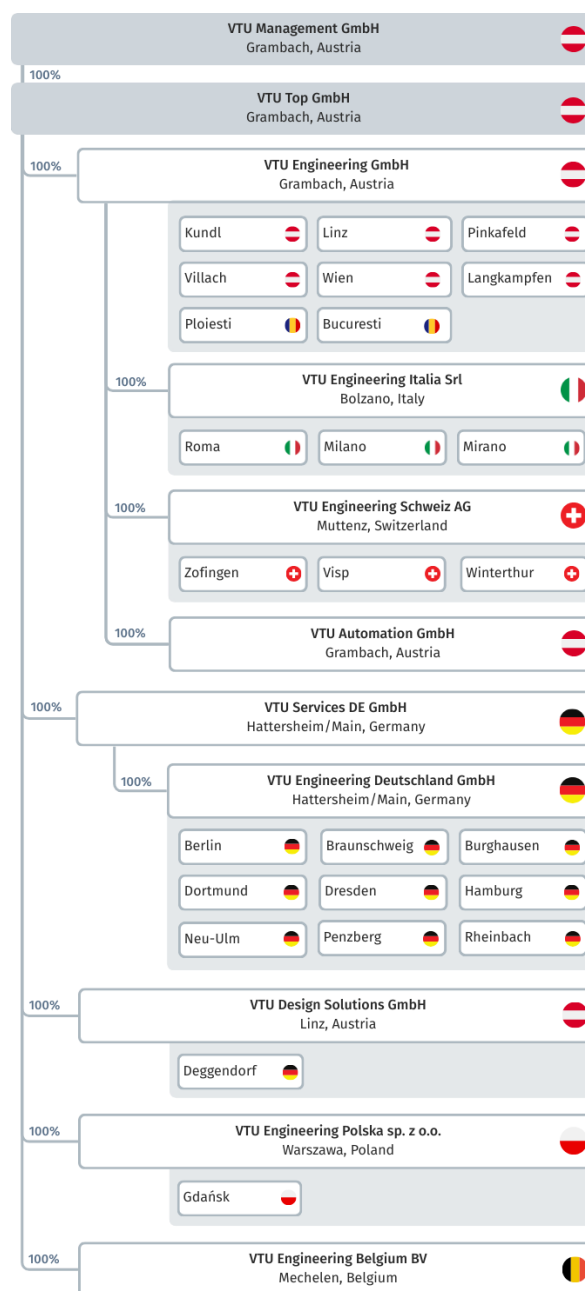 VTU Management GmbH
Grambach, Austria
100%
VTU Top GmbH
Grambach, Austria
100%
VTU Engineering GmbH
Grambach, Austria
Kundl
Linz
Pinkafeld
Villach
Wien
Langkampfen
Ploiesti
Bucuresti
100%
VTU Engineering Italia Srl
Bolzano, Italy
Roma
Milano
Mirano
100%
VTU Engineering Schweiz AG
Muttenz, Switzerland
Zofingen
Visp
Winterthur
100%
VTU Automation GmbH
Grambach, Austria
100%
VTU Services DE GmbH
Hattersheim/Main, Germany
100%
VTU Engineering Deutschland GmbH
Hattersheim/Main, Germany
Berlin
Braunschweig
Burghausen
Dortmund
Dresden
Hamburg
Neu-Ulm
Penzberg
Rheinbach
100%
VTU Design Solutions GmbH
Linz, Austria
Deggendorf
100%
VTU Engineering Polska sp. z o.o.
Warszawa, Poland
Gdańsk
100%
VTU Engineering Belgium BV
Mechelen, Belgium